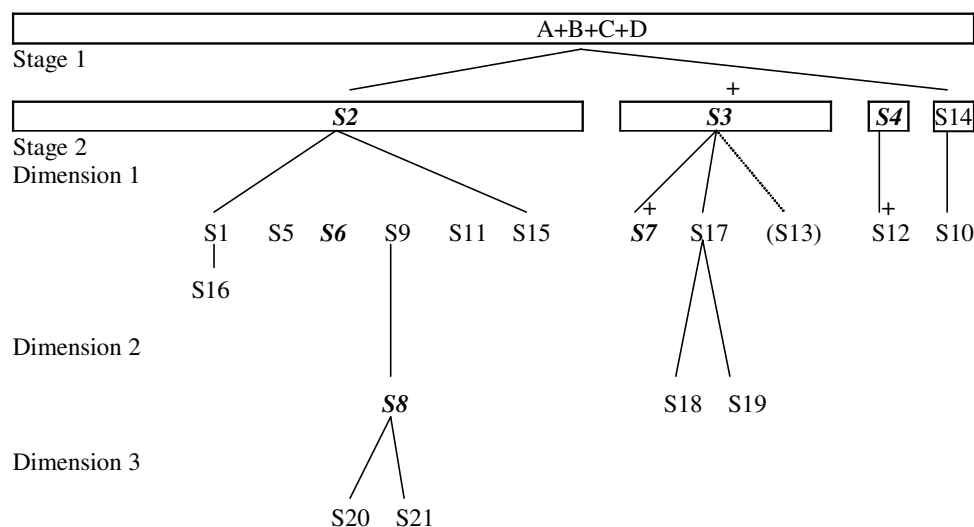 A+B+C+D
Stage 1
+
S2 S3 S4 S14
Stage 2
Dimension 1
+ +
S1 S5 S6 S9 S11 S15 S7 S17 (S13) S12 S10
S16
Dimension 2
S8 S18 S19
Dimension 3
S20 S21